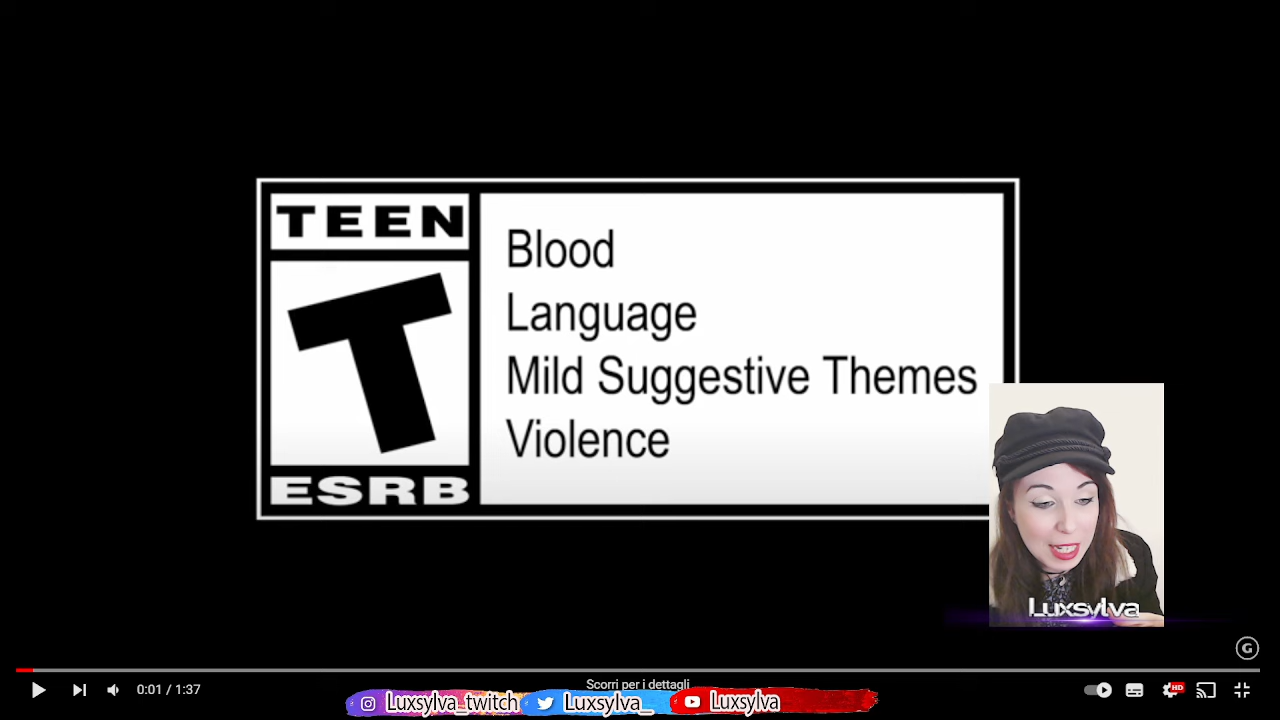 TEEN
T
ESRB
Blood
Language
Mild Suggestive Themes
Violence
Luxsylva
G
0:01 / 1:37
Scorri per i dettagli
HD
Luxsylva_twitch
Luxsylva_
Luxsylva